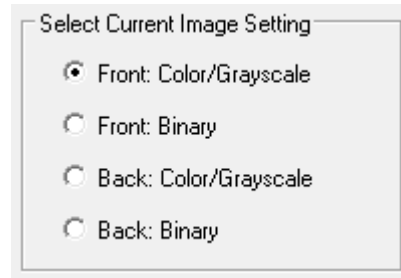 Select Current Image Setting
Front: Color/Grayscale
Front: Binary
Back: Color/Grayscale
Back: Binary